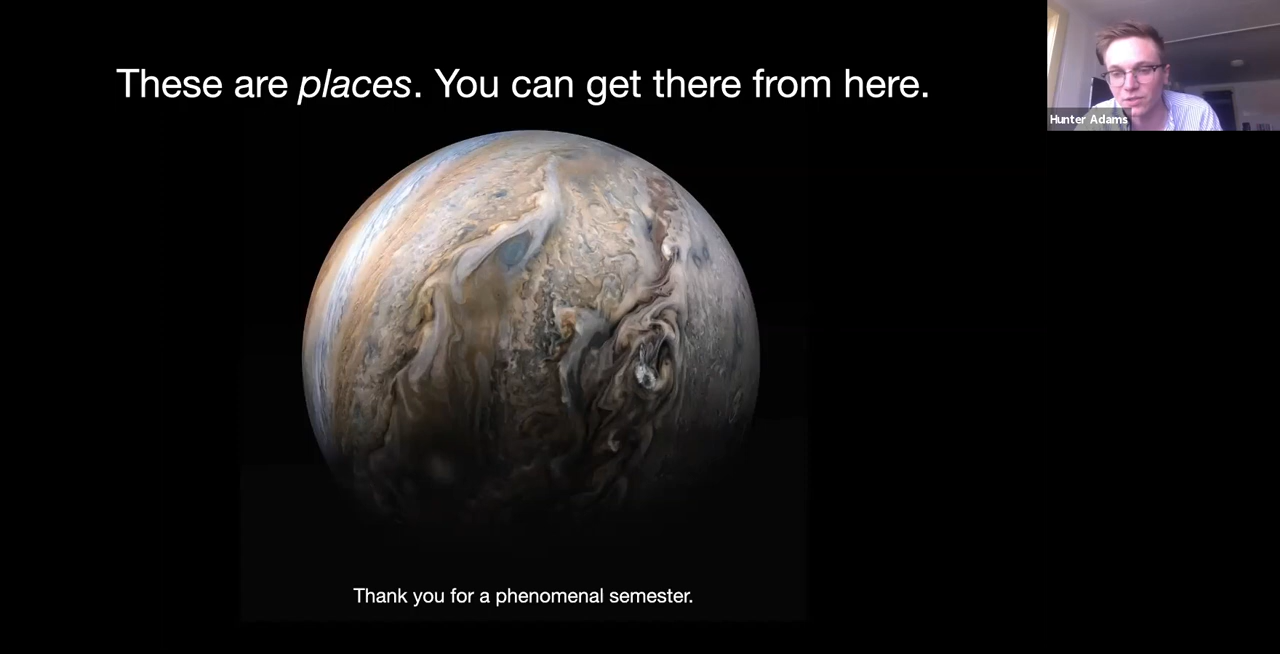 These are places. You can get there from here.
Hunter Adams
Thank you for a phenomenal semester.